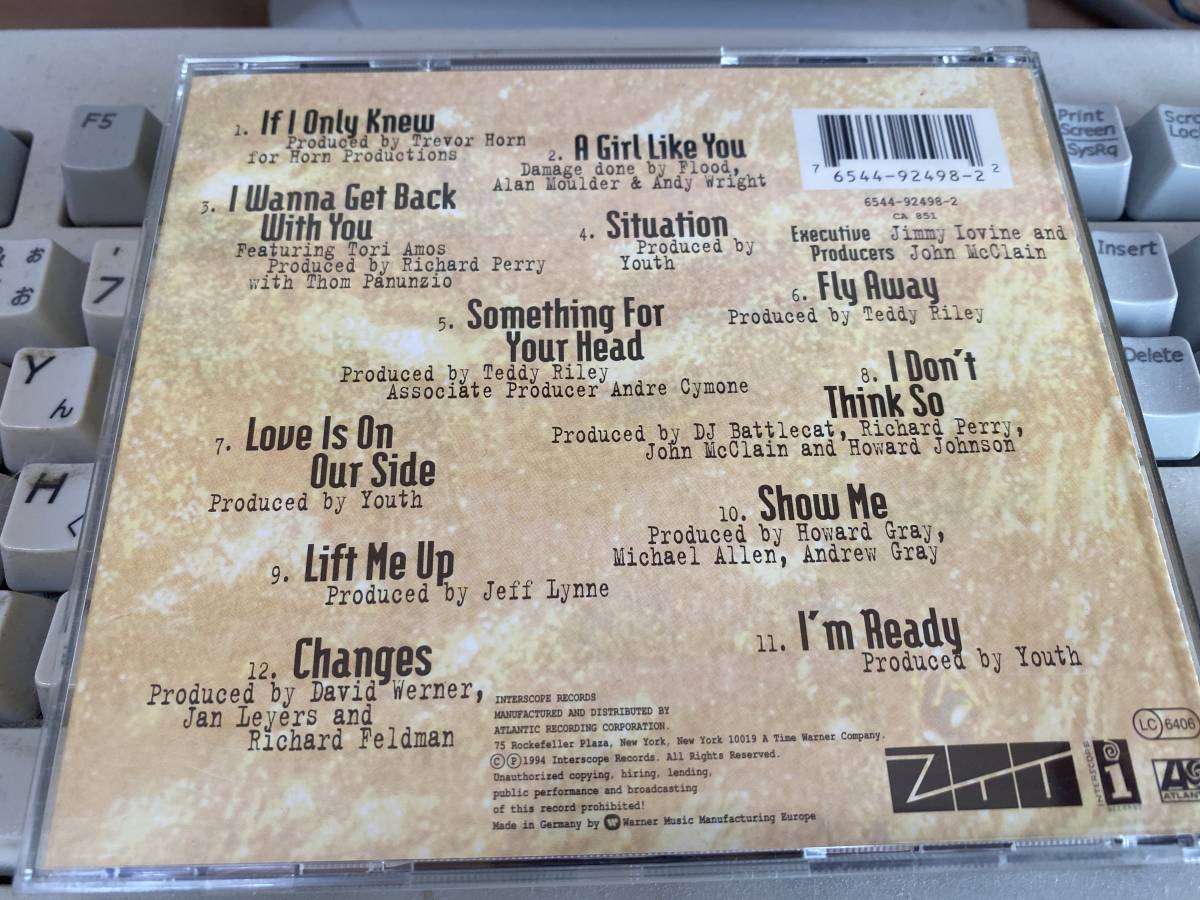 1. If I Only Knew
Produced by Trevor Horn
for Horn Productions
2. A Girl Like You
Damage done by Flood,
Alan Moulder & Andy Wright
3. I Wanna Get Back
With You
Featuring Tori Amos
Produced by Richard Perry
with Thom Panunzio
4. Situation
Produced by
Youth
7 6544-92498-2 2
6544-92498-2
CA 851
Executive Jimmy Iovine and
Producers John McClain
5. Something For
Your Head
Produced by Teddy Riley
Associate Producer Andre Cymone
6. Fly Away
Produced by Teddy Riley
7. Love Is On
Our Side
Produced by Youth
8. I Don't
Think So
Produced by DJ Battlecat, Richard Perry,
John McClain and Howard Johnson
9. Lift Me Up
Produced by Jeff Lynne
10. Show Me
Produced by Howard Gray,
Michael Allen, Andrew Gray
11. I'm Ready
Produced by Youth
12. Changes
Produced by David Werner,
Jan Leyers and
Richard Feldman
INTERSCOPE RECORDS
MANUFACTURED AND DISTRIBUTED BY
ATLANTIC RECORDING CORPORATION.
75 Rockefeller Plaza, New York, New York 10019 A Time Warner Company.
©℗1994 Interscope Records. All Rights Reserved.
Unauthorized copying, hiring, lending,
public performance and broadcasting
of this record prohibited!
Made in Germany by Warner Music Manufacturing Europe
ZTT
INTERSCOPE
RECORDS
LC 6406
F5
Print
Screen
SysRq
Insert
Delete
Y
ん
H
く
7
お